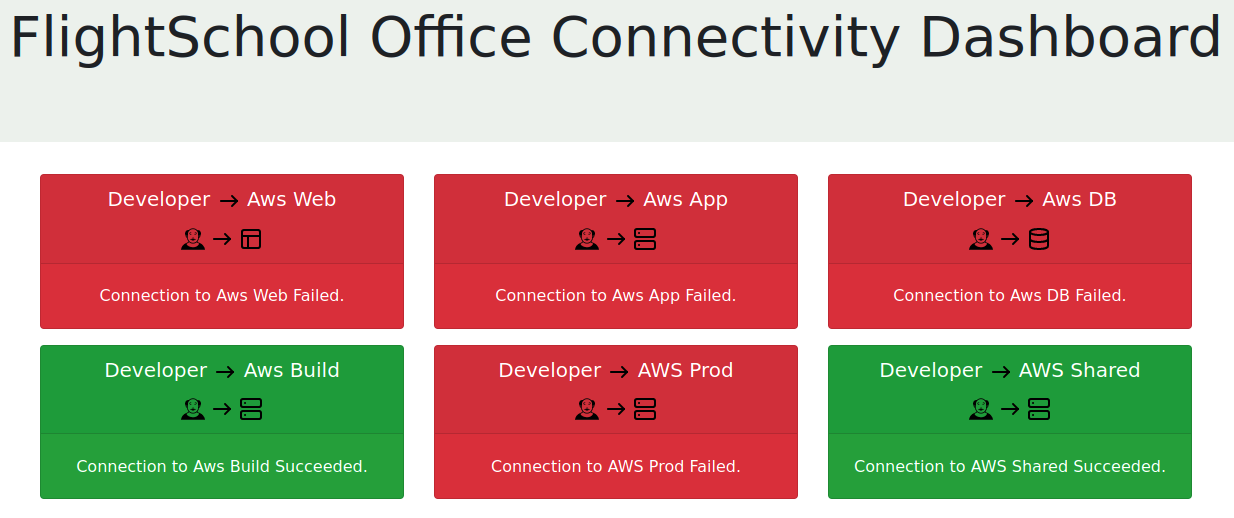 FlightSchool Office Connectivity Dashboard
Developer → Aws Web
Connection to Aws Web Failed.
Developer → Aws App
Connection to Aws App Failed.
Developer → Aws DB
Connection to Aws DB Failed.
Developer → Aws Build
Connection to Aws Build Succeeded.
Developer → AWS Prod
Connection to AWS Prod Failed.
Developer → AWS Shared
Connection to AWS Shared Succeeded.